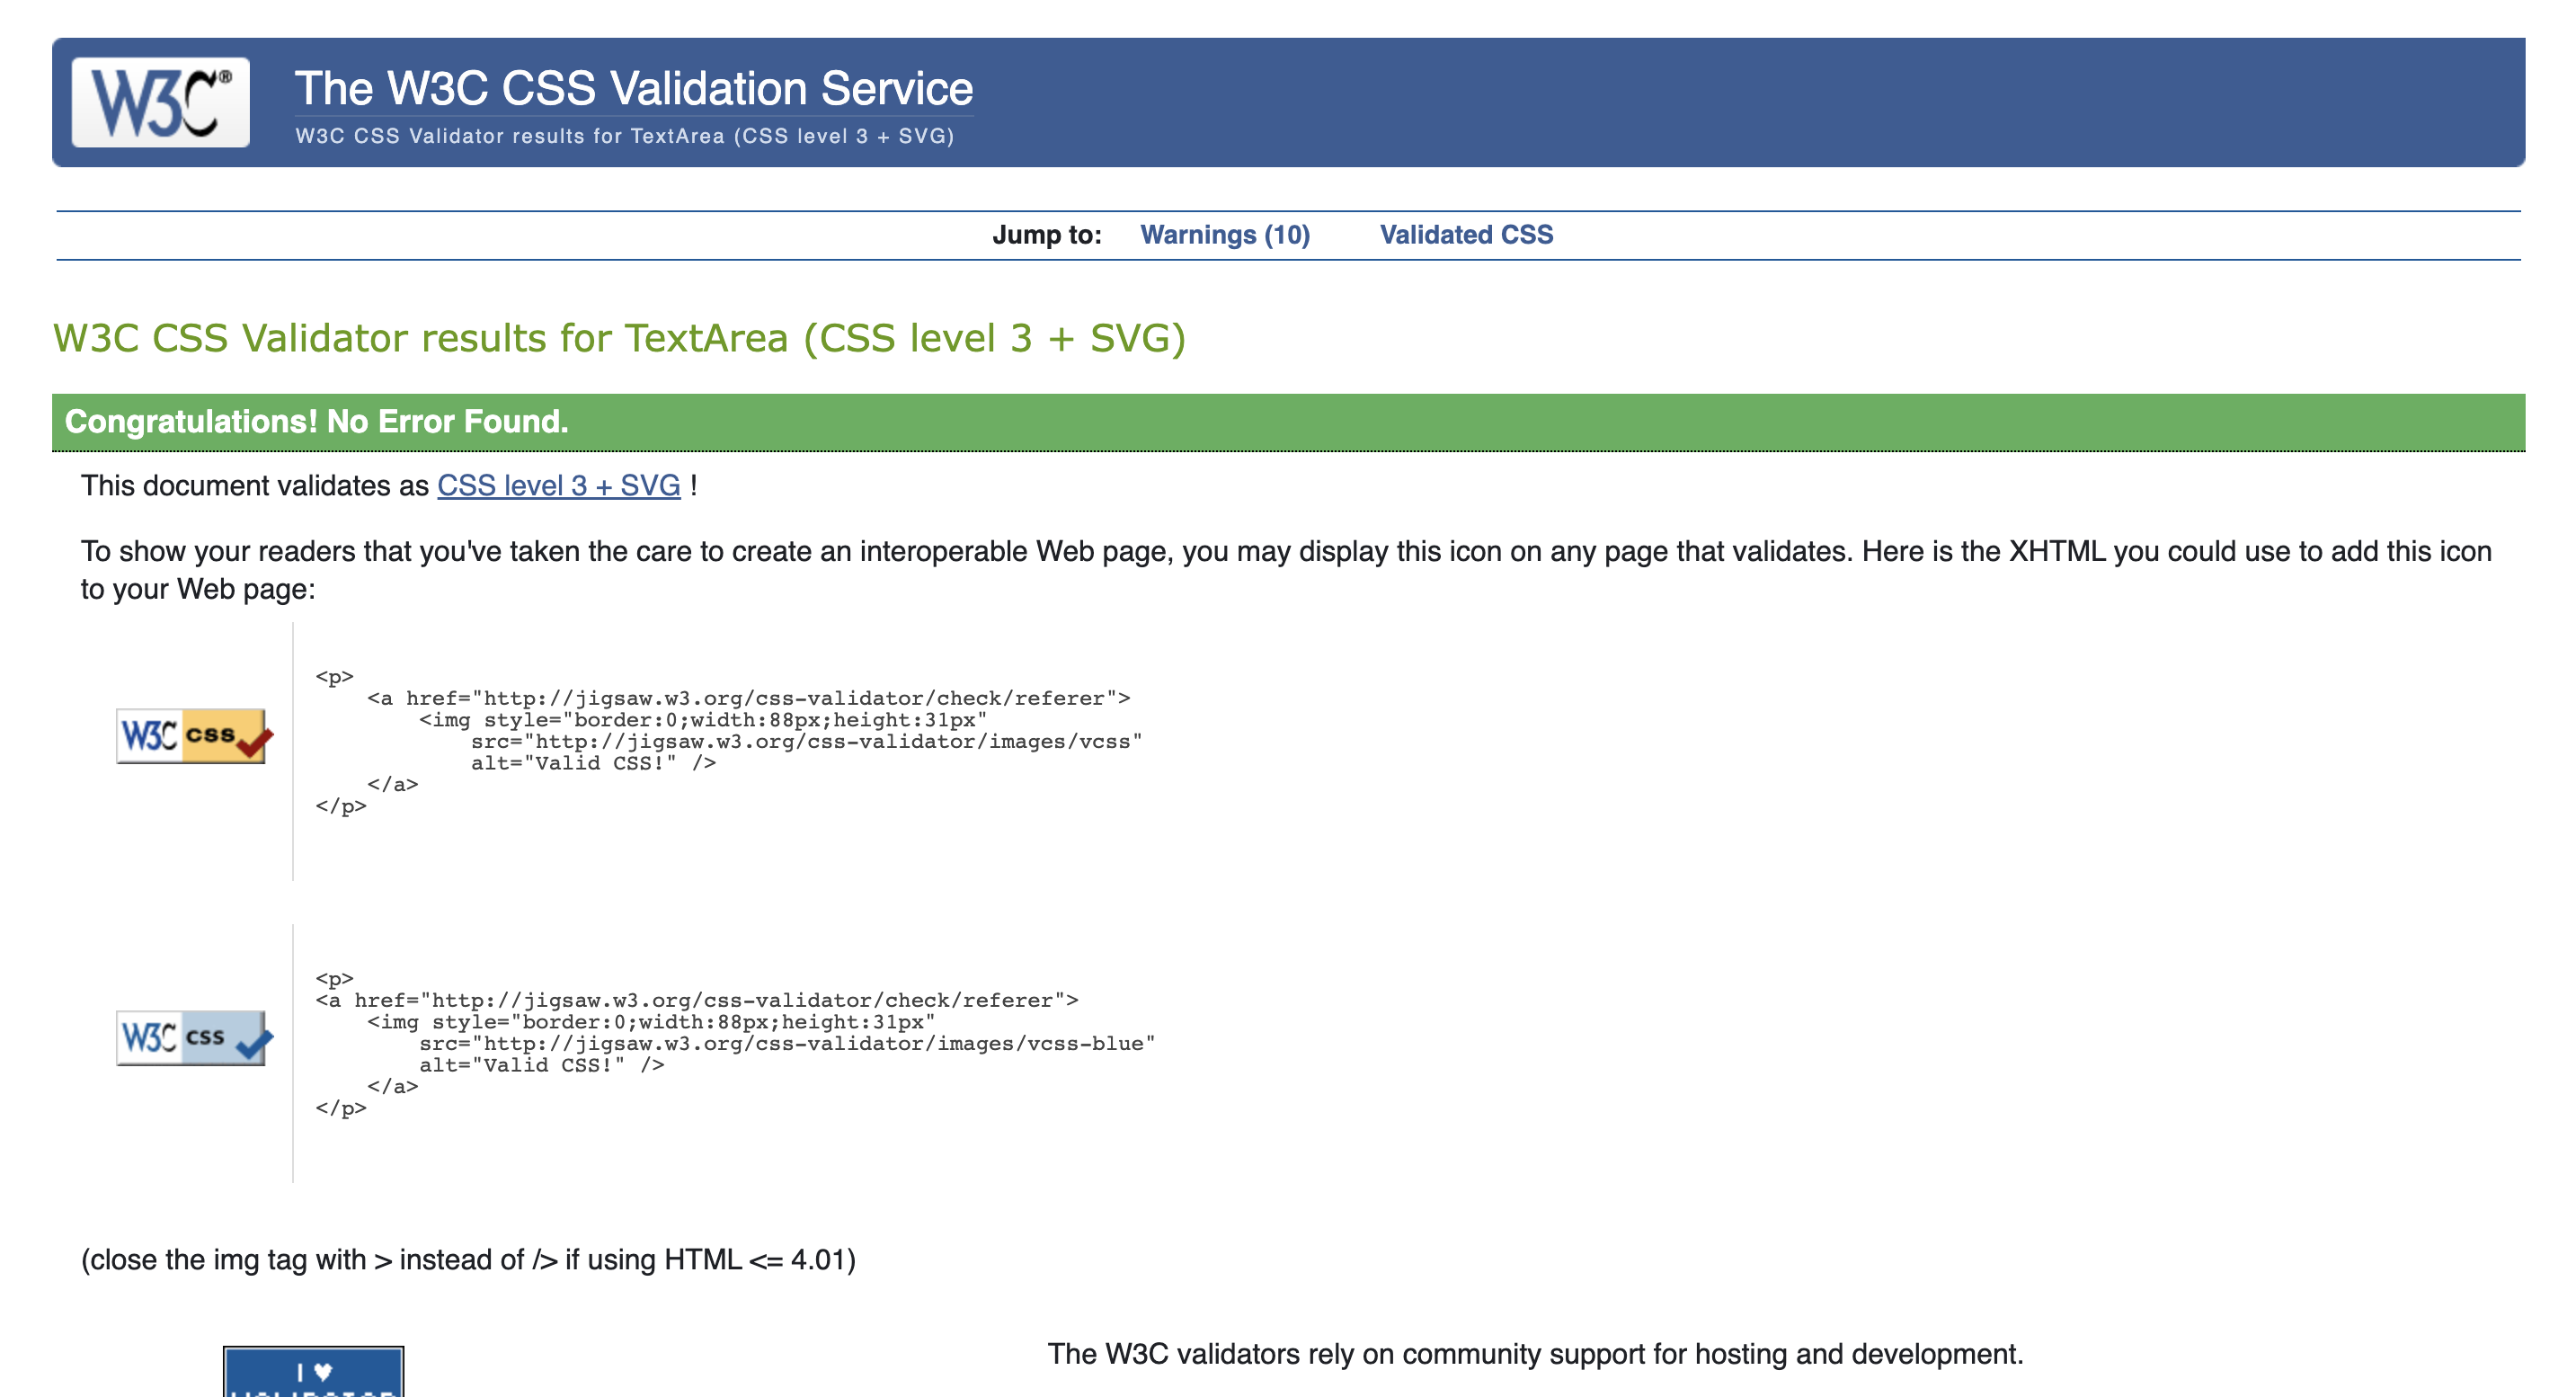 W3C®
The W3C CSS Validation Service
W3C CSS Validator results for TextArea (CSS level 3 + SVG)
Jump to: Warnings (10) Validated CSS
W3C CSS Validator results for TextArea (CSS level 3 + SVG)
Congratulations! No Error Found.
This document validates as CSS level 3 + SVG !
To show your readers that you've taken the care to create an interoperable Web page, you may display this icon on any page that validates. Here is the XHTML you could use to add this icon
to your Web page:
W3C css
<p>
    <a href="http://jigsaw.w3.org/css-validator/check/referer">
        <img style="border:0;width:88px;height:31px"
            src="http://jigsaw.w3.org/css-validator/images/vcss"
            alt="Valid CSS!" />
    </a>
</p>
W3C css
<p>
<a href="http://jigsaw.w3.org/css-validator/check/referer">
    <img style="border:0;width:88px;height:31px"
        src="http://jigsaw.w3.org/css-validator/images/vcss-blue"
        alt="Valid CSS!" />
    </a>
</p>
(close the img tag with > instead of /> if using HTML <= 4.01)
I ♥
The W3C validators rely on community support for hosting and development.